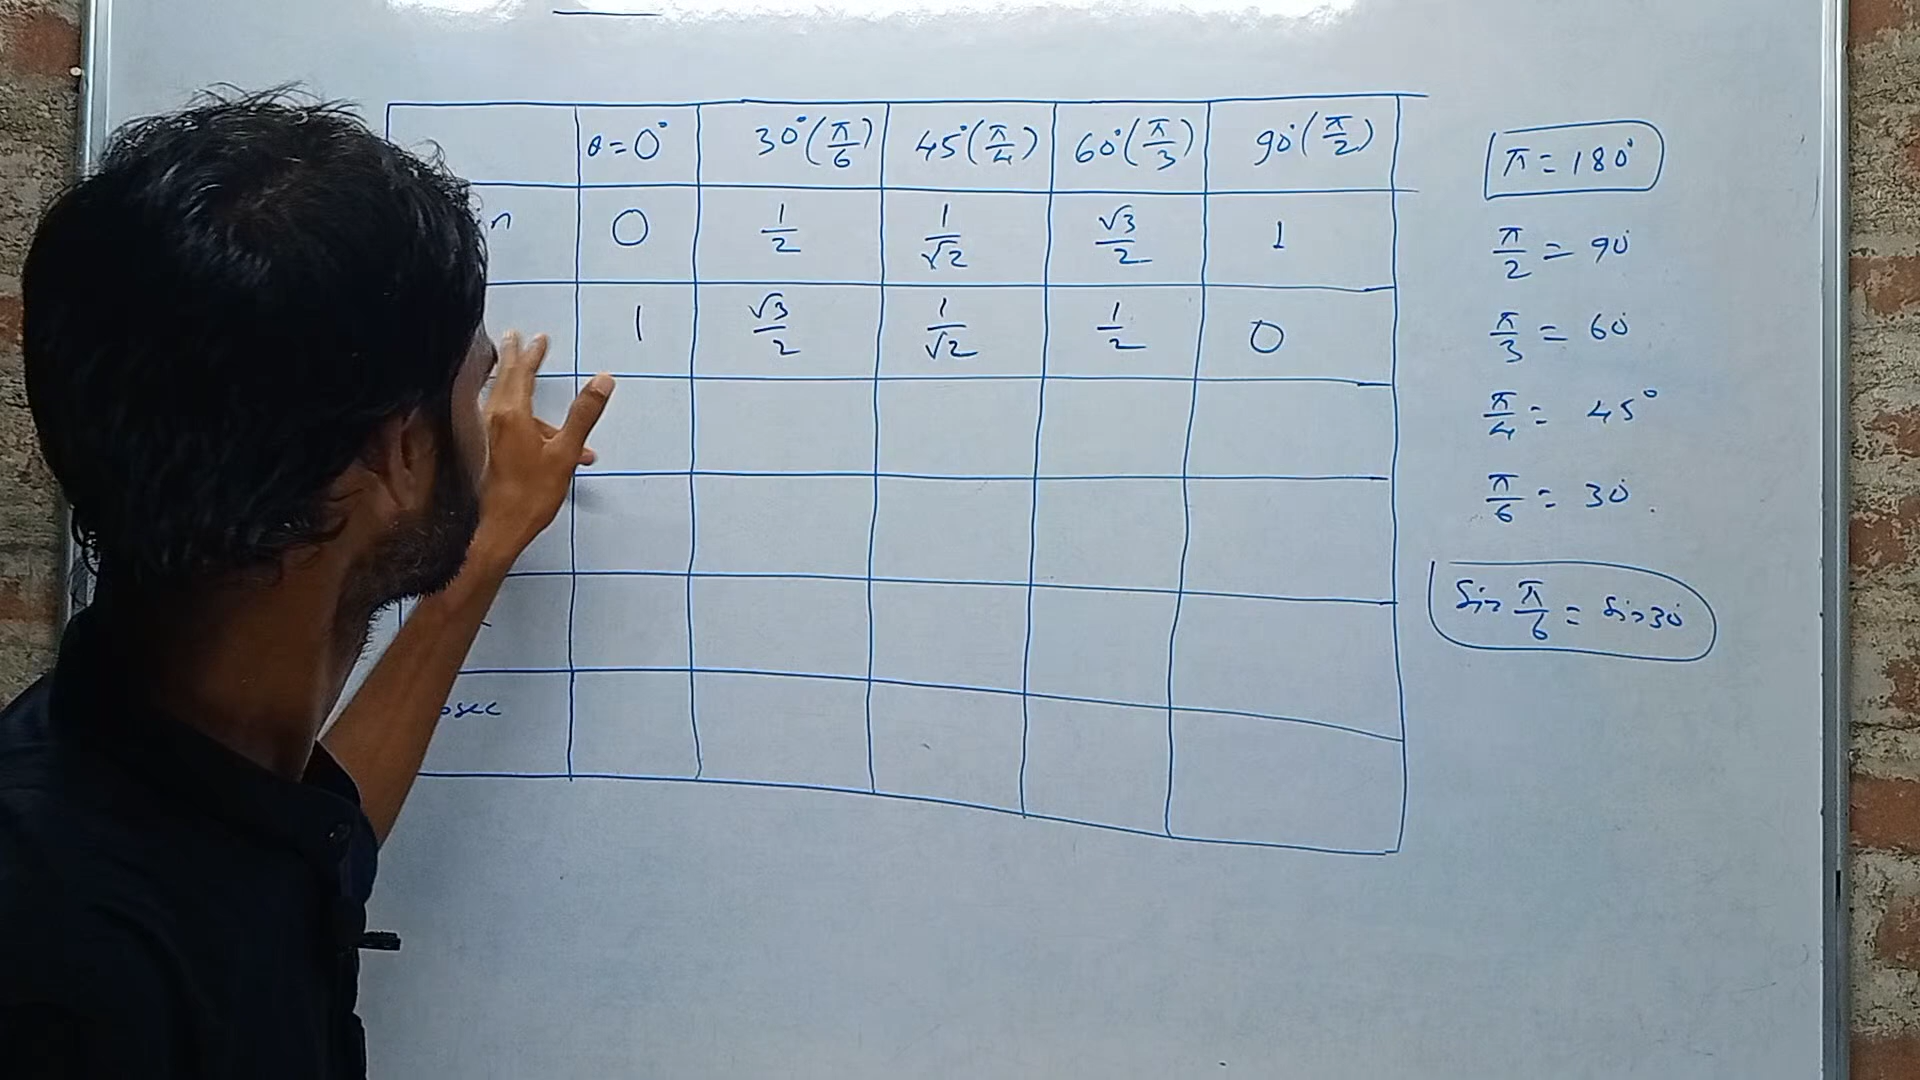 θ = 0° 30° (π/6) 45° (π/4) 60° (π/3) 90° (π/2)
0 1/2 1/√2 √3/2 1
1 √3/2 1/√2 1/2 0
π = 180°
π/2 = 90°
π/3 = 60°
π/4 = 45°
π/6 = 30°
Sin π/6 = Sin 30°